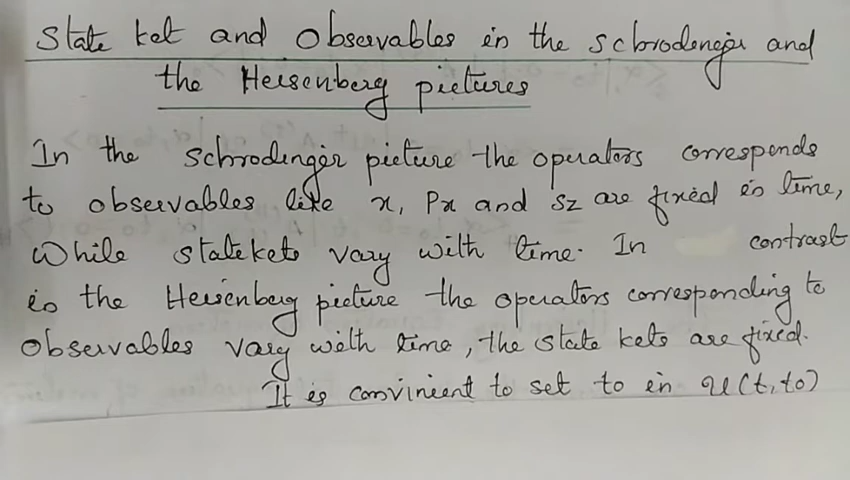 State ket and Observables in the Schrodinger and
the Heisenberg pictures
In the Schrodinger picture the operators corresponds
to observables like x, Px and Sz are fixed in time,
While state kets vary with time. In contrast
in the Heisenberg picture the operators corresponding to
Observables vary with time, the state kets are fixed.
It is convinient to set to in U(t, to)